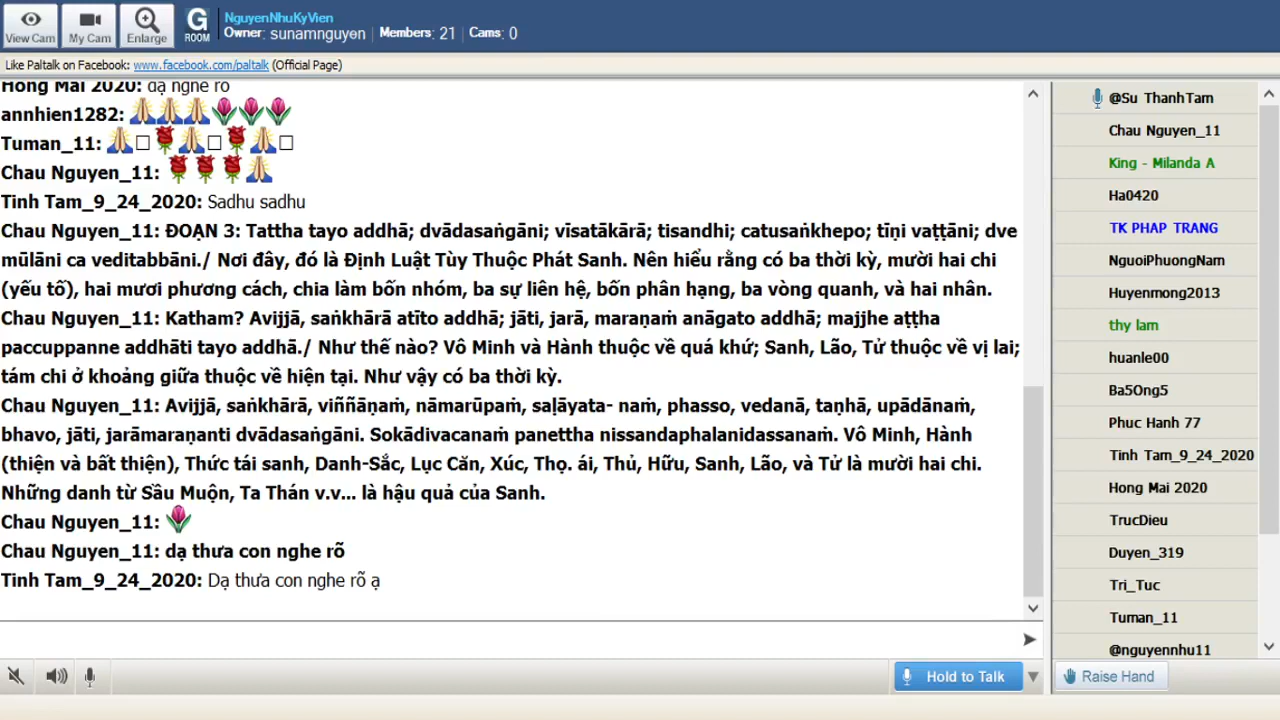 View Cam
My Cam
Enlarge
G
ROOM
NguyenNhuKyVien
Owner: sunamnguyen | Members: 21 | Cams: 0
Like Paltalk on Facebook: www.facebook.com/paltalk (Official Page)
Hong Mai 2020: dạ nghe rõ
annhien1282:
Tuman_11:
Chau Nguyen_11:
Tinh Tam_9_24_2020: Sadhu sadhu
Chau Nguyen_11: ĐOẠN 3: Tattha tayo addhā; dvādasaṅgāni; vīsatākārā; tisandhi; catusaṅkhepo; tīṇi vaṭṭāni; dve
mūlāni ca veditabbāni./ Nơi đây, đó là Định Luật Tùy Thuộc Phát Sanh. Nên hiểu rằng có ba thời kỳ, mười hai chi
(yếu tố), hai mươi phương cách, chia làm bốn nhóm, ba sự liên hệ, bốn phân hạng, ba vòng quanh, và hai nhân.
Chau Nguyen_11: Katham? Avijjā, saṅkhārā atīto addhā; jāti, jarā, maraṇaṁ anāgato addhā; majjhe aṭṭha
paccuppanne addhāti tayo addhā./ Như thế nào? Vô Minh và Hành thuộc về quá khứ; Sanh, Lão, Tử thuộc về vị lai;
tám chi ở khoảng giữa thuộc về hiện tại. Như vậy có ba thời kỳ.
Chau Nguyen_11: Avijjā, saṅkhārā, viññāṇaṁ, nāmarūpaṁ, saḷāyata- naṁ, phasso, vedanā, taṇhā, upādānaṁ,
bhavo, jāti, jarāmaraṇanti dvādasaṅgāni. Sokādivacanaṁ panettha nissandaphalanidassanaṁ. Vô Minh, Hành
(thiện và bất thiện), Thức tái sanh, Danh-Sắc, Lục Căn, Xúc, Thọ. ái, Thủ, Hữu, Sanh, Lão, và Tử là mười hai chi.
Những danh từ Sầu Muộn, Ta Thán v.v... là hậu quả của Sanh.
Chau Nguyen_11:
Chau Nguyen_11: dạ thưa con nghe rõ
Tinh Tam_9_24_2020: Dạ thưa con nghe rõ ạ
@Su ThanhTam
Chau Nguyen_11
King - Milanda A
Ha0420
TK PHAP TRANG
NguoiPhuongNam
Huyenmong2013
thy lam
huanle00
Ba5Ong5
Phuc Hanh 77
Tinh Tam_9_24_2020
Hong Mai 2020
TrucDieu
Duyen_319
Tri_Tuc
Tuman_11
@nguyennhu11
Hold to Talk
Raise Hand